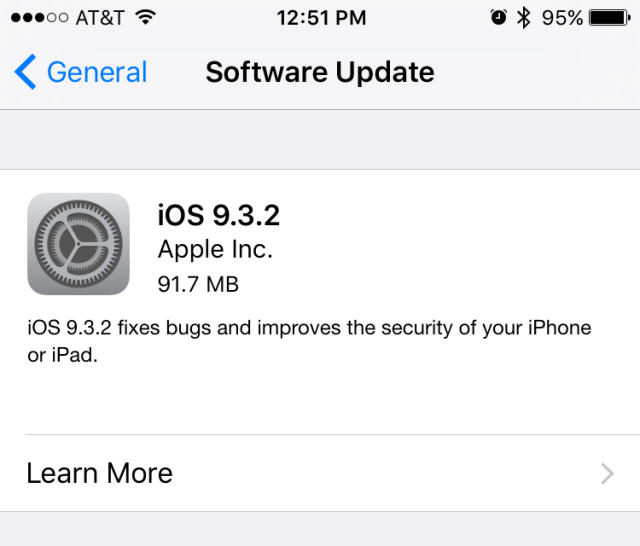 AT&T 12:51 PM 95%
General Software Update
iOS 9.3.2
Apple Inc.
91.7 MB
iOS 9.3.2 fixes bugs and improves the security of your iPhone
or iPad.
Learn More